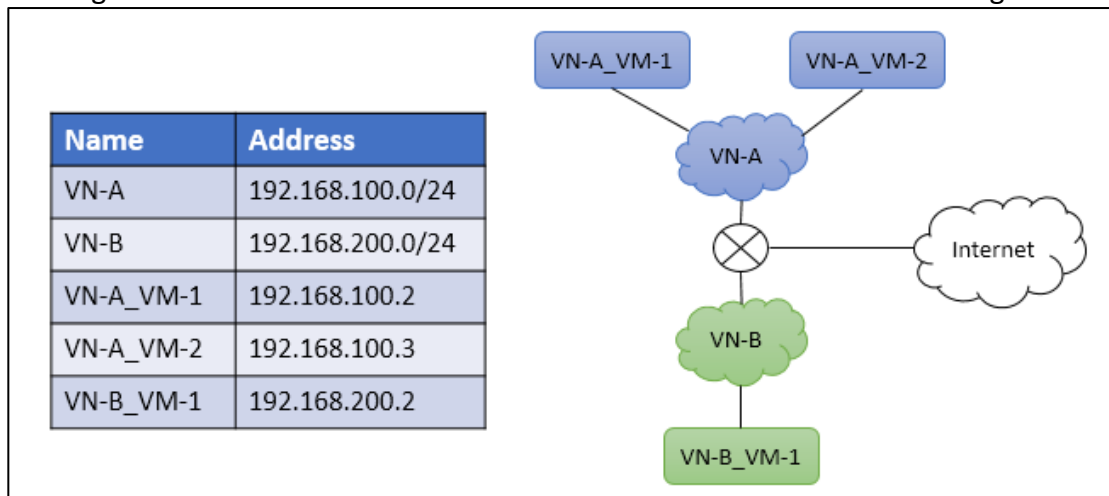 Name Address
VN-A 192.168.100.0/24
VN-B 192.168.200.0/24
VN-A_VM-1 192.168.100.2
VN-A_VM-2 192.168.100.3
VN-B_VM-1 192.168.200.2
VN-A_VM-1
VN-A_VM-2
VN-A
Internet
VN-B
VN-B_VM-1